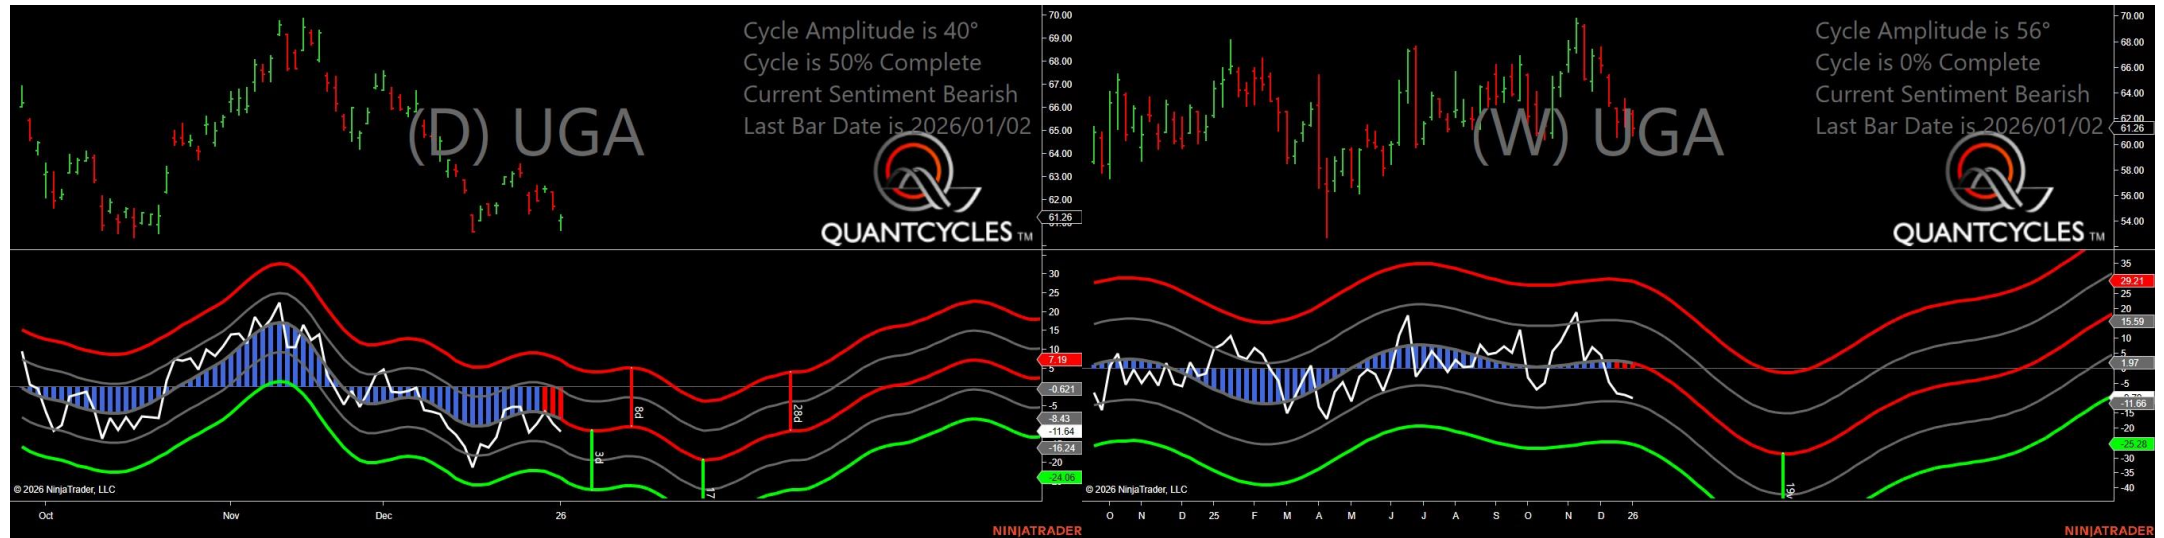 Cycle Amplitude is 40°
Cycle is 50% Complete
Current Sentiment Bearish
Last Bar Date is 2026/01/02
(D) UGA
QUANTCYCLES TM
70.00
69.00
68.00
67.00
66.00
65.00
64.00
63.00
62.00
61.26
30
25
20
15
10
7.19
5
-0.621
-5
-8.43
-11.64
-16.24
-20
-24.06
8d
28d
3d
17
© 2026 NinjaTrader, LLC
Oct Nov Dec 26
NINJATRADER
Cycle Amplitude is 56°
Cycle is 0% Complete
Current Sentiment Bearish
Last Bar Date is 2026/01/02
(W) UGA
QUANTCYCLES TM
70.00
68.00
66.00
64.00
62.00
61.26
60.00
58.00
56.00
54.00
35
29.21
25
20
15.59
10
5
1.97
-5
-11.66
-15
-20
-25.28
-30
-35
-40
© 2026 NinjaTrader, LLC
O N D 25 F M A M J J A S O N D 26
NINJATRADER